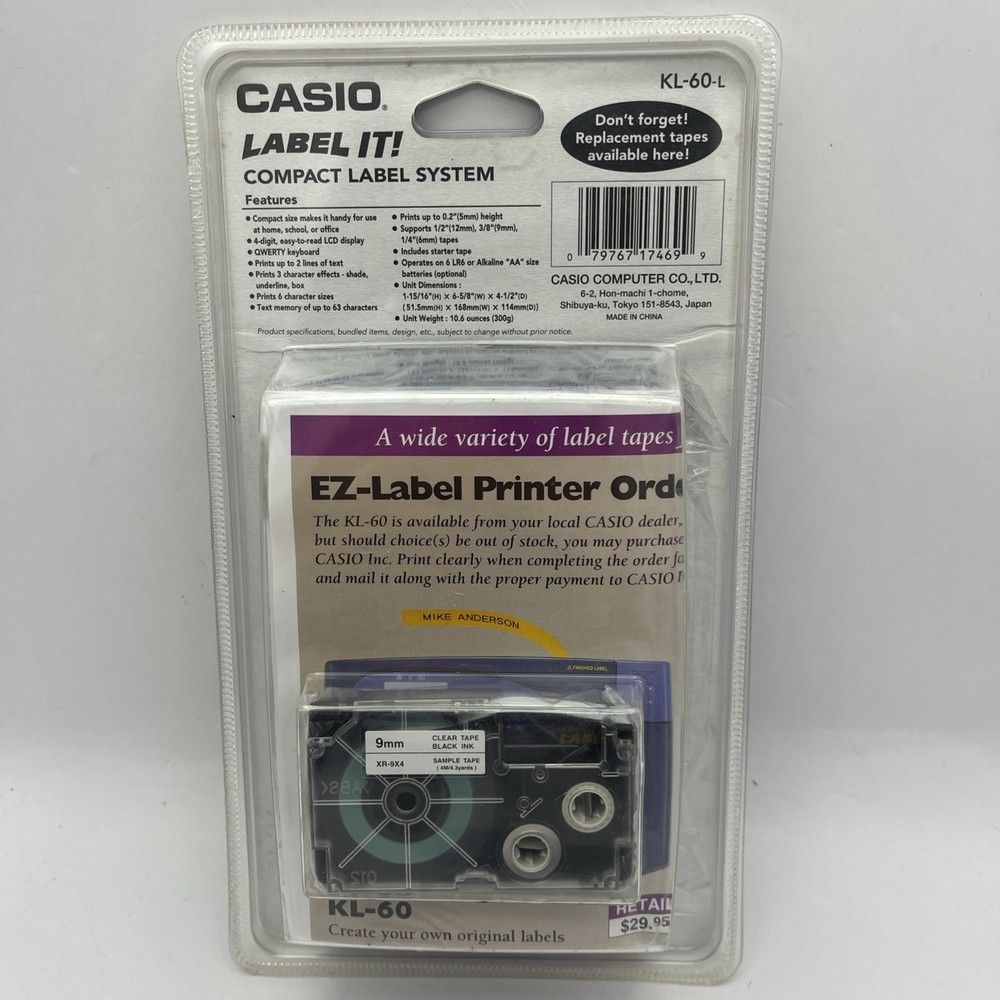 CASIO®
KL-60-L
LABEL IT!
COMPACT LABEL SYSTEM
Don't forget!
Replacement tapes
available here!
Features
• Compact size makes it handy for use
at home, school, or office
• 4-digit, easy-to-read LCD display
• QWERTY keyboard
• Prints up to 2 lines of text
• Prints 3 character effects - shade,
underline, box
• Prints 6 character sizes
• Text memory of up to 63 characters
• Prints up to 0.2"(5mm) height
• Supports 1/2"(12mm), 3/8"(9mm),
1/4"(6mm) tapes
• Includes starter tape
• Operates on 6 LR6 or Alkaline "AA" size
batteries (optional)
• Unit Dimensions :
1-15/16"(H) × 6-5/8"(W) × 4-1/2"(D)
(51.5mm(H) × 168mm(W) × 114mm(D))
• Unit Weight : 10.6 ounces (300g)
Product specifications, bundled items, design, etc., subject to change without prior notice.
0 79767 17469 9
CASIO COMPUTER CO.,LTD.
6-2, Hon-machi 1-chome,
Shibuya-ku, Tokyo 151-8543, Japan
MADE IN CHINA
A wide variety of label tapes
EZ-Label Printer Orde
The KL-60 is available from your local CASIO dealer,
but should choice(s) be out of stock, you may purchase
CASIO Inc. Print clearly when completing the order fo
and mail it along with the proper payment to CASIO I
MIKE ANDERSON
FINISHED LABEL
9mm
CLEAR TAPE
BLACK INK
XR-9X4
SAMPLE TAPE
(4M/4.3yards)
>ABS<
9
012
KL-60
Create your own original labels
RETAIL
$29.95